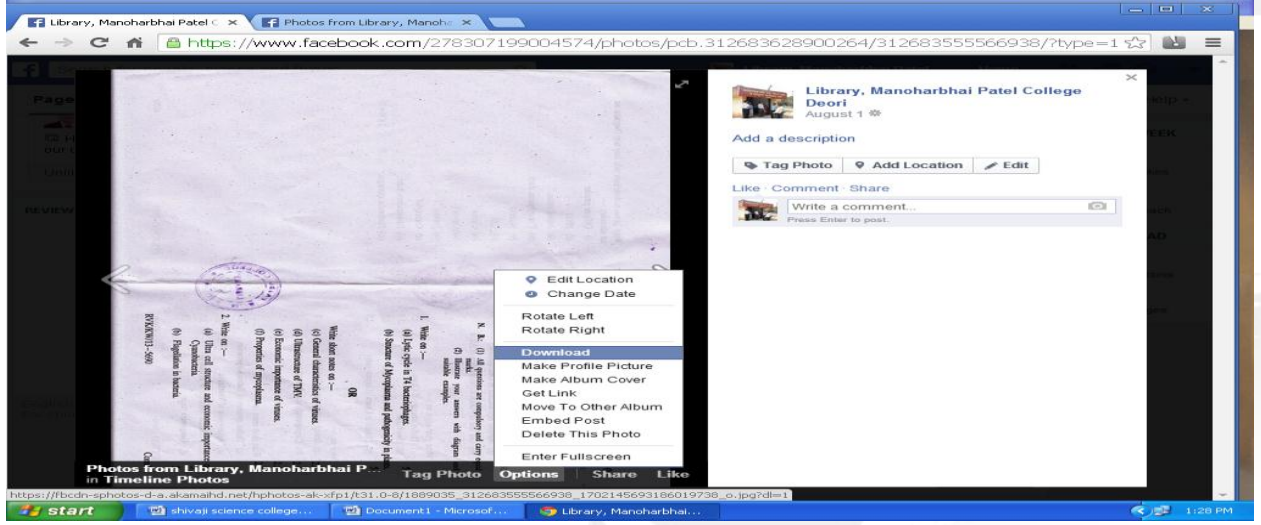 Library, Manoharbhai Patel C
Photos from Library, Manoha
https://www.facebook.com/278307199004574/photos/pcb.312683628900264/312683555566938/?type=1
Page
REVIEW
Library, Manoharbhai Patel College
Deori
August 1
Add a description
Tag Photo
Add Location
Edit
Like · Comment · Share
Write a comment...
Press Enter to post.
N. B.: (1) All questions are compulsory and carry e
marks.
(2) Illustrate your answers with diagram
suitable examples.
1. Write on :—
(a) Lytic cycle in T4 bacteriophages.
(b) Structure of Mycoplasma and pathogenicity in plan
OR
Write short notes on :—
(c) General characteristics of viruses.
(d) Ultrastructure of TMV.
(e) Economic importance of viruses.
(f) Properties of mycoplasma.
2. Write on :—
(a) Ultra cell structure and economic importance
Cyanobacteria.
(b) Flagellation in bacteria.
RVK/KW/13-5690
Edit Location
Change Date
Rotate Left
Rotate Right
Download
Make Profile Picture
Make Album Cover
Get Link
Move To Other Album
Embed Post
Delete This Photo
Enter Fullscreen
Photos from Library, Manoharbhai P...
in Timeline Photos
Tag Photo
Options
Share
Like
https://fbcdn-sphotos-d-a.akamaihd.net/hphotos-ak-xfp1/t31.0-8/1889035_312683555566938_1702145693186019738_o.jpg?dl=1
start
shivaji science college...
Document1 - Microsof...
Library, Manoharbhai...
1:28 PM